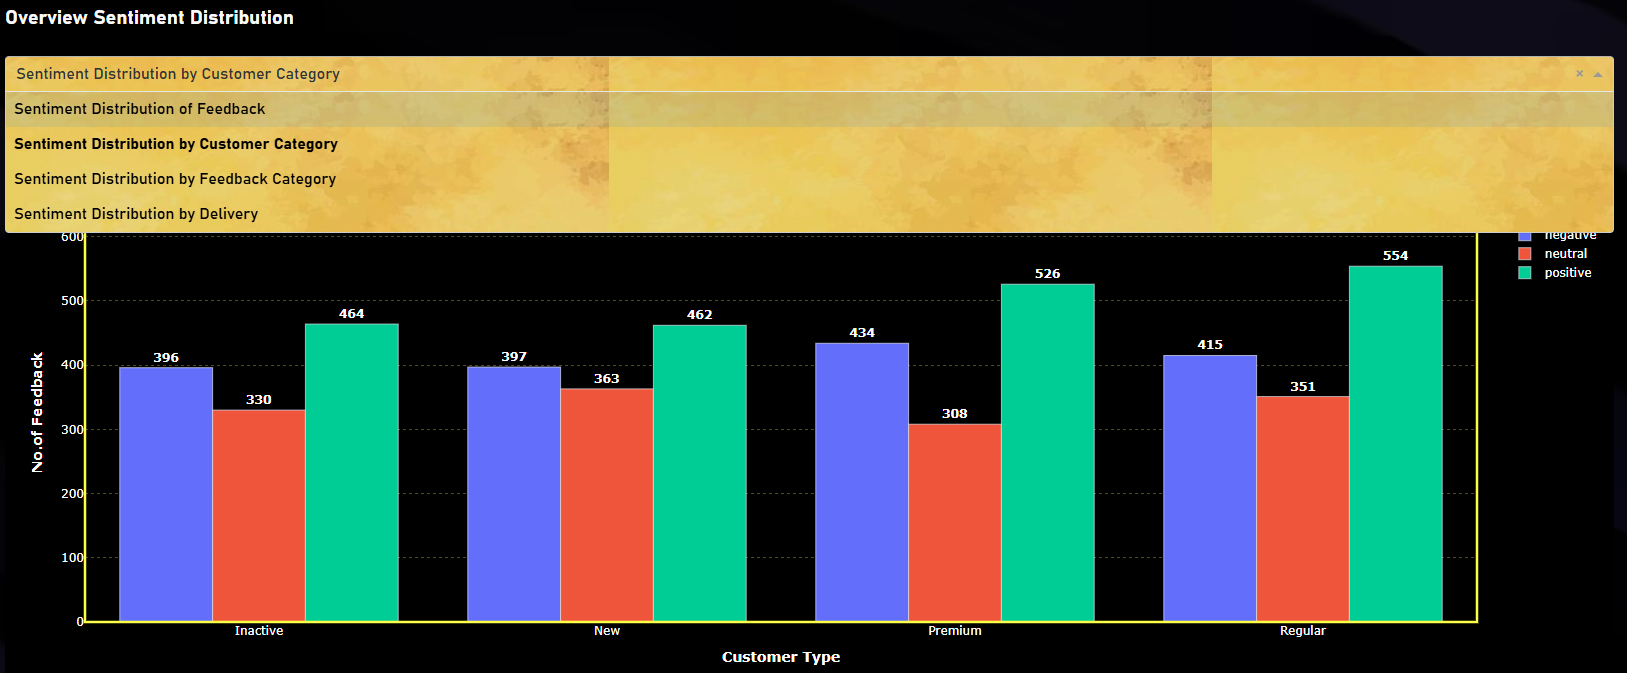 Overview Sentiment Distribution
Sentiment Distribution by Customer Category
×
Sentiment Distribution of Feedback
Sentiment Distribution by Customer Category
Sentiment Distribution by Feedback Category
Sentiment Distribution by Delivery
negative
neutral
positive
600
500
400
300
200
100
0
No.of Feedback
396
330
464
397
363
462
434
308
526
415
351
554
Inactive
New
Premium
Regular
Customer Type